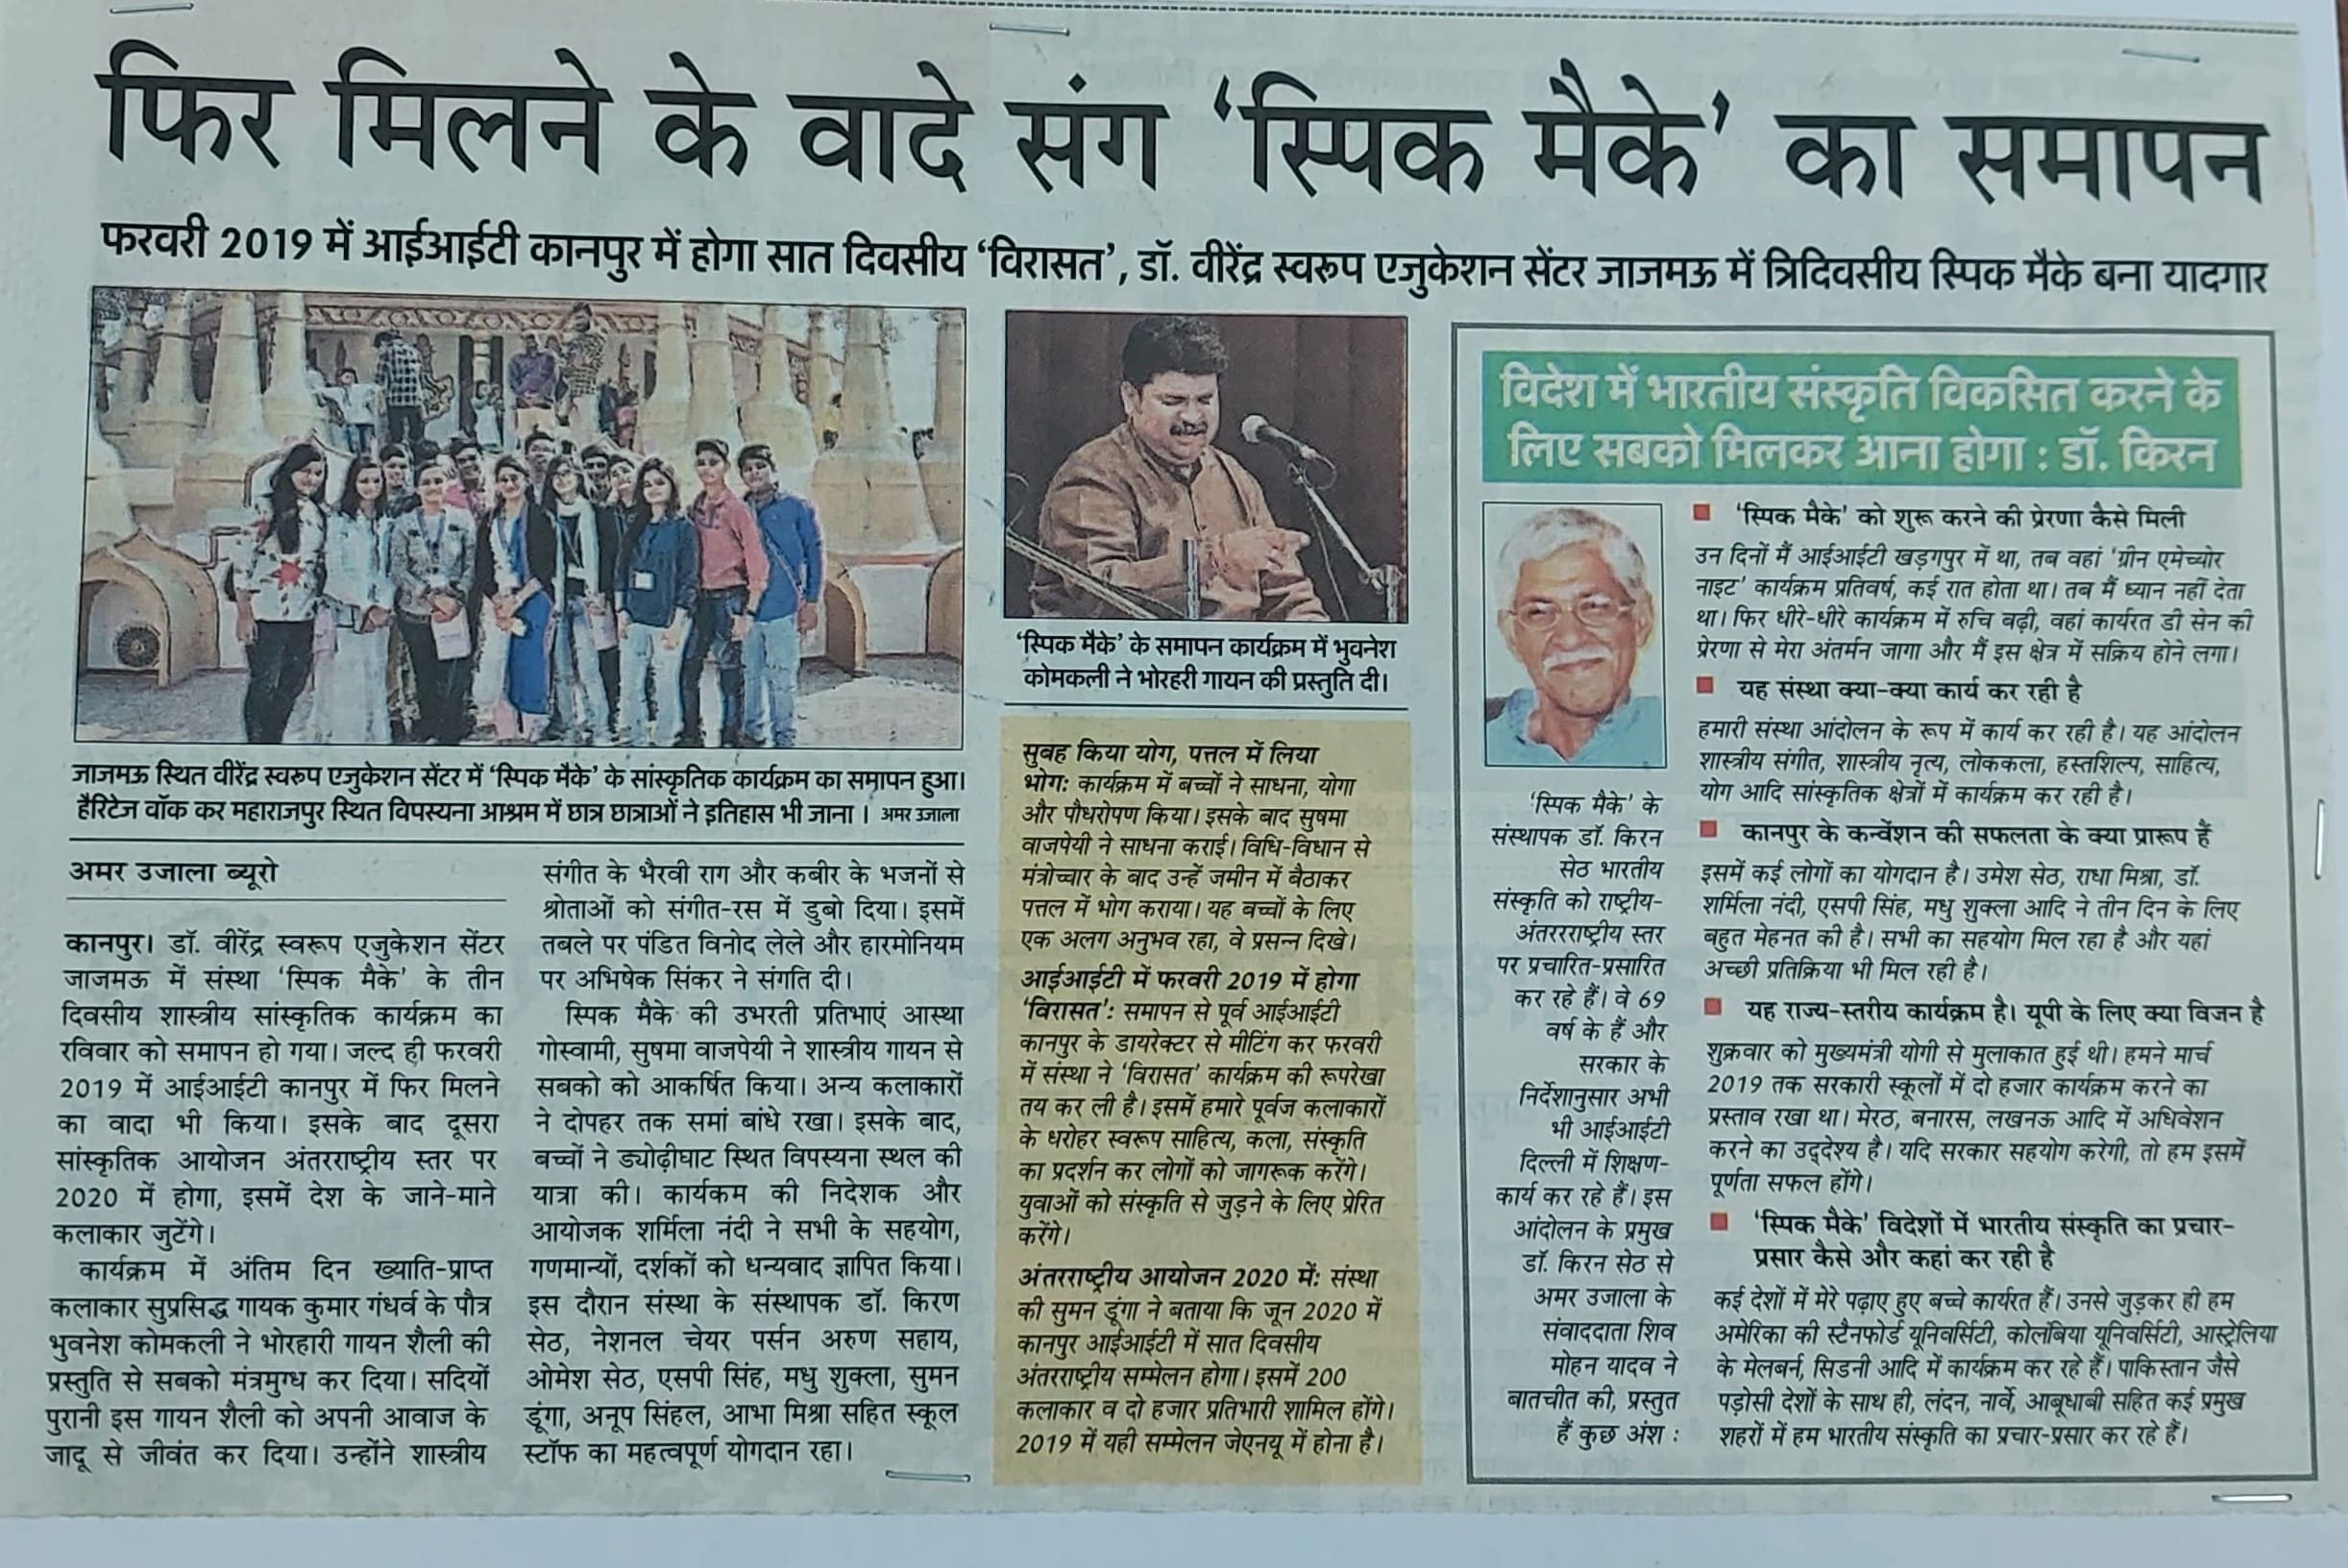 फिर मिलने के वादे संग ‘स्पिक मैके’ का समापन
फरवरी 2019 में आईआईटी कानपुर में होगा सात दिवसीय ‘विरासत’, डॉ. वीरेंद्र स्वरूप एजुकेशन सेंटर जाजमऊ में त्रिदिवसीय स्पिक मैके बना यादगार
जाजमऊ स्थित वीरेंद्र स्वरूप एजुकेशन सेंटर में ‘स्पिक मैके’ के सांस्कृतिक कार्यक्रम का समापन हुआ।
हैरिटेज वॉक कर महाराजपुर स्थित विपस्यना आश्रम में छात्र छात्राओं ने इतिहास भी जाना । अमर उजाला
अमर उजाला ब्यूरो
कानपुर। डॉ. वीरेंद्र स्वरूप एजुकेशन सेंटर
जाजमऊ में संस्था ‘स्पिक मैके’ के तीन
दिवसीय शास्त्रीय सांस्कृतिक कार्यक्रम का
रविवार को समापन हो गया। जल्द ही फरवरी
2019 में आईआईटी कानपुर में फिर मिलने
का वादा भी किया। इसके बाद दूसरा
सांस्कृतिक आयोजन अंतरराष्ट्रीय स्तर पर
2020 में होगा, इसमें देश के जाने-माने
कलाकार जुटेंगे।
कार्यक्रम में अंतिम दिन ख्याति-प्राप्त
कलाकार सुप्रसिद्ध गायक कुमार गंधर्व के पौत्र
भुवनेश कोमकली ने भोरहारी गायन शैली की
प्रस्तुति से सबको मंत्रमुग्ध कर दिया। सदियों
पुरानी इस गायन शैली को अपनी आवाज के
जादू से जीवंत कर दिया। उन्होंने शास्त्रीय
संगीत के भैरवी राग और कबीर के भजनों से
श्रोताओं को संगीत-रस में डुबो दिया। इसमें
तबले पर पंडित विनोद लेले और हारमोनियम
पर अभिषेक सिंकर ने संगति दी।
स्पिक मैके की उभरती प्रतिभाएं आस्था
गोस्वामी, सुषमा वाजपेयी ने शास्त्रीय गायन से
सबको को आकर्षित किया। अन्य कलाकारों
ने दोपहर तक समां बांधे रखा। इसके बाद,
बच्चों ने ड्योढ़ीघाट स्थित विपस्यना स्थल की
यात्रा की। कार्यकम की निदेशक और
आयोजक शर्मिला नंदी ने सभी के सहयोग,
गणमान्यों, दर्शकों को धन्यवाद ज्ञापित किया।
इस दौरान संस्था के संस्थापक डॉ. किरण
सेठ, नेशनल चेयर पर्सन अरुण सहाय,
ओमेश सेठ, एसपी सिंह, मधु शुक्ला, सुमन
डूंगा, अनूप सिंहल, आभा मिश्रा सहित स्कूल
स्टॉफ का महत्वपूर्ण योगदान रहा।
‘स्पिक मैके’ के समापन कार्यक्रम में भुवनेश
कोमकली ने भोरहरी गायन की प्रस्तुति दी।
सुबह किया योग, पत्तल में लिया
भोग: कार्यक्रम में बच्चों ने साधना, योगा
और पौधरोपण किया। इसके बाद सुषमा
वाजपेयी ने साधना कराई। विधि-विधान से
मंत्रोच्चार के बाद उन्हें जमीन में बैठाकर
पत्तल में भोग कराया। यह बच्चों के लिए
एक अलग अनुभव रहा, वे प्रसन्न दिखे।
आईआईटी में फरवरी 2019 में होगा
‘विरासत’: समापन से पूर्व आईआईटी
कानपुर के डायरेक्टर से मीटिंग कर फरवरी
में संस्था ने ‘विरासत’ कार्यक्रम की रूपरेखा
तय कर ली है। इसमें हमारे पूर्वज कलाकारों
के धरोहर स्वरूप साहित्य, कला, संस्कृति
का प्रदर्शन कर लोगों को जागरूक करेंगे।
युवाओं को संस्कृति से जुड़ने के लिए प्रेरित
करेंगे।
अंतरराष्ट्रीय आयोजन 2020 में: संस्था
की सुमन डूंगा ने बताया कि जून 2020 में
कानपुर आईआईटी में सात दिवसीय
अंतरराष्ट्रीय सम्मेलन होगा। इसमें 200
कलाकार व दो हजार प्रतिभारी शामिल होंगे।
2019 में यही सम्मेलन जेएनयू में होना है।
विदेश में भारतीय संस्कृति विकसित करने के
लिए सबको मिलकर आना होगा : डॉ. किरन
‘स्पिक मैके’ के
संस्थापक डॉ. किरन
सेठ भारतीय
संस्कृति को राष्ट्रीय-
अंतरराष्ट्रीय स्तर
पर प्रचारित-प्रसारित
कर रहे हैं। वे 69
वर्ष के हैं और
सरकार के
निर्देशानुसार अभी
भी आईआईटी
दिल्ली में शिक्षण-
कार्य कर रहे हैं। इस
आंदोलन के प्रमुख
डॉ. किरन सेठ से
अमर उजाला के
संवाददाता शिव
मोहन यादव ने
बातचीत की, प्रस्तुत
हैं कुछ अंश :
‘स्पिक मैके’ को शुरू करने की प्रेरणा कैसे मिली
उन दिनों मैं आईआईटी खड़गपुर में था, तब वहां ‘ग्रीन एमेच्योर
नाइट’ कार्यक्रम प्रतिवर्ष, कई रात होता था। तब मैं ध्यान नहीं देता
था। फिर धीरे-धीरे कार्यक्रम में रुचि बढ़ी, वहां कार्यरत डी सेन की
प्रेरणा से मेरा अंतर्मन जागा और मैं इस क्षेत्र में सक्रिय होने लगा।
यह संस्था क्या-क्या कार्य कर रही है
हमारी संस्था आंदोलन के रूप में कार्य कर रही है। यह आंदोलन
शास्त्रीय संगीत, शास्त्रीय नृत्य, लोककला, हस्तशिल्प, साहित्य,
योग आदि सांस्कृतिक क्षेत्रों में कार्यक्रम कर रही है।
कानपुर के कन्वेंशन की सफलता के क्या प्रारूप हैं
इसमें कई लोगों का योगदान है। उमेश सेठ, राधा मिश्रा, डॉ.
शर्मिला नंदी, एसपी सिंह, मधु शुक्ला आदि ने तीन दिन के लिए
बहुत मेहनत की है। सभी का सहयोग मिल रहा है और यहां
अच्छी प्रतिक्रिया भी मिल रही है।
यह राज्य-स्तरीय कार्यक्रम है। यूपी के लिए क्या विजन है
शुक्रवार को मुख्यमंत्री योगी से मुलाकात हुई थी। हमने मार्च
2019 तक सरकारी स्कूलों में दो हजार कार्यक्रम करने का
प्रस्ताव रखा था। मेरठ, बनारस, लखनऊ आदि में अधिवेशन
करने का उद्देश्य है। यदि सरकार सहयोग करेगी, तो हम इसमें
पूर्णता सफल होंगे।
‘स्पिक मैके’ विदेशों में भारतीय संस्कृति का प्रचार-
प्रसार कैसे और कहां कर रही है
कई देशों में मेरे पढ़ाए हुए बच्चे कार्यरत हैं। उनसे जुड़कर ही हम
अमेरिका की स्टैनफोर्ड यूनिवर्सिटी, कोलंबिया यूनिवर्सिटी, आस्ट्रेलिया
के मेलबर्न, सिडनी आदि में कार्यक्रम कर रहे हैं। पाकिस्तान जैसे
पड़ोसी देशों के साथ ही, लंदन, नार्वे, आबूधाबी सहित कई प्रमुख
शहरों में हम भारतीय संस्कृति का प्रचार-प्रसार कर रहे हैं।